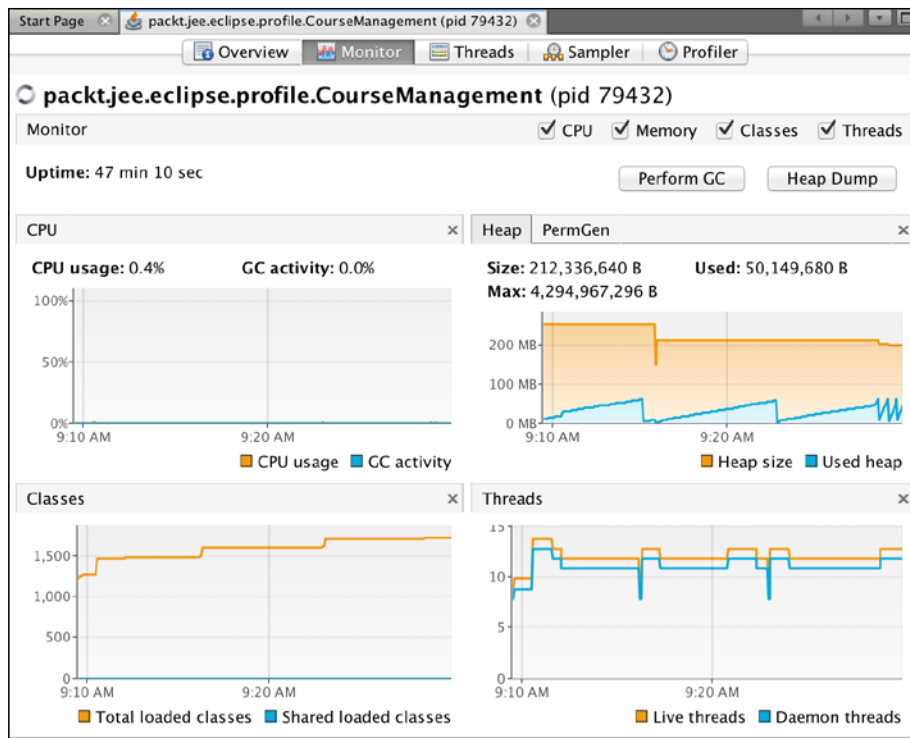 Start Page packt.jee.eclipse.profile.CourseManagement (pid 79432)
Overview Monitor Threads Sampler Profiler
packt.jee.eclipse.profile.CourseManagement (pid 79432)
Monitor CPU Memory Classes Threads
Uptime: 47 min 10 sec
Perform GC Heap Dump
CPU
CPU usage: 0.4% GC activity: 0.0%
100%
50%
0%
9:10 AM 9:20 AM
CPU usage GC activity
Heap PermGen
Size: 212,336,640 B Used: 50,149,680 B
Max: 4,294,967,296 B
200 MB
100 MB
0 MB
9:10 AM 9:20 AM
Heap size Used heap
Classes
1,500
1,000
500
0
9:10 AM 9:20 AM
Total loaded classes Shared loaded classes
Threads
15
10
5
0
9:10 AM 9:20 AM
Live threads Daemon threads